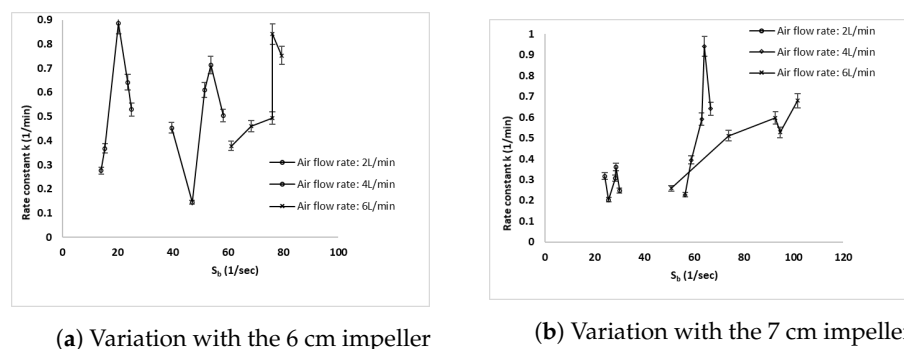 0.9
0.8
0.7
0.6
0.5
0.4
0.3
0.2
0.1
0
Rate constant k (1/min)
Air flow rate: 2L/min
Air flow rate: 4L/min
Air flow rate: 6L/min
0 20 40 60 80 100
S_b (1/sec)
(a) Variation with the 6 cm impeller
1
0.9
0.8
0.7
0.6
0.5
0.4
0.3
0.2
0.1
0
Rate constant k (1/min)
Air flow rate: 2L/min
Air flow rate: 4L/min
Air flow rate: 6L/min
0 20 40 60 80 100 120
S_b (1/sec)
(b) Variation with the 7 cm impeller